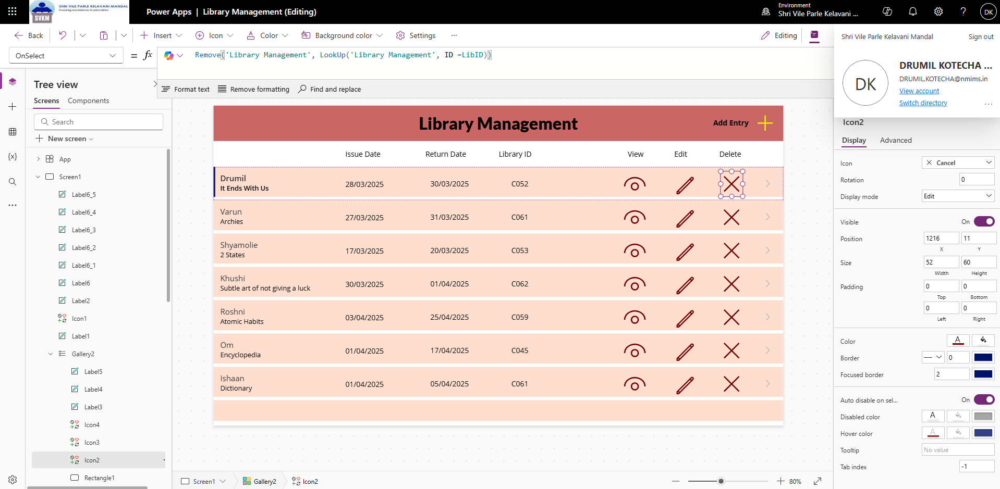 SHRI VILE PARLE KELAVANI MANDAL
Pursuing excellence in education
SVKM
Power Apps | Library Management (Editing)
Environment
Shri Vile Parle Kelavani ...
DK
Back
Insert
Icon
Color
Background color
Settings
...
Editing
OnSelect
= fx
Remove('Library Management', LookUp('Library Management', ID =LibID))
Format text
Remove formatting
Find and replace
Shri Vile Parle Kelavani Mandal
Sign out
DK
DRUMIL KOTECHA ...
DRUMIL.KOTECHA@nmims.in
View account
Switch directory
...
Tree view
Screens
Components
Search
New screen
App
Screen1
Label6_5
Label6_4
Label6_3
Label6_2
Label6_1
Label6
Label2
Icon1
Label1
Gallery2
Label5
Label4
Label3
Icon4
Icon3
Icon2
Rectangle1
Library Management
Add Entry
Issue Date
Return Date
Library ID
View
Edit
Delete
Drumil
It Ends With Us
28/03/2025
30/03/2025
C052
Varun
Archies
27/03/2025
31/03/2025
C061
Shyamolie
2 States
17/03/2025
20/03/2025
C053
Khushi
Subtle art of not giving a luck
30/03/2025
01/04/2025
C062
Roshni
Atomic Habits
03/04/2025
25/04/2025
C059
Om
Encyclopedia
01/04/2025
17/04/2025
C045
Ishaan
Dictionary
01/04/2025
05/04/2025
C061
Screen1
Gallery2
Icon2
80%
Icon2
Display
Advanced
Icon
Cancel
Rotation
0
Display mode
Edit
Visible
On
Position
1216
11
X
Y
Size
52
60
Width
Height
Padding
0
0
Top
Bottom
0
0
Left
Right
Color
A
Border
0
Focused border
2
Auto disable on sel...
On
Disabled color
A
Hover color
A
Tooltip
No value
Tab index
-1